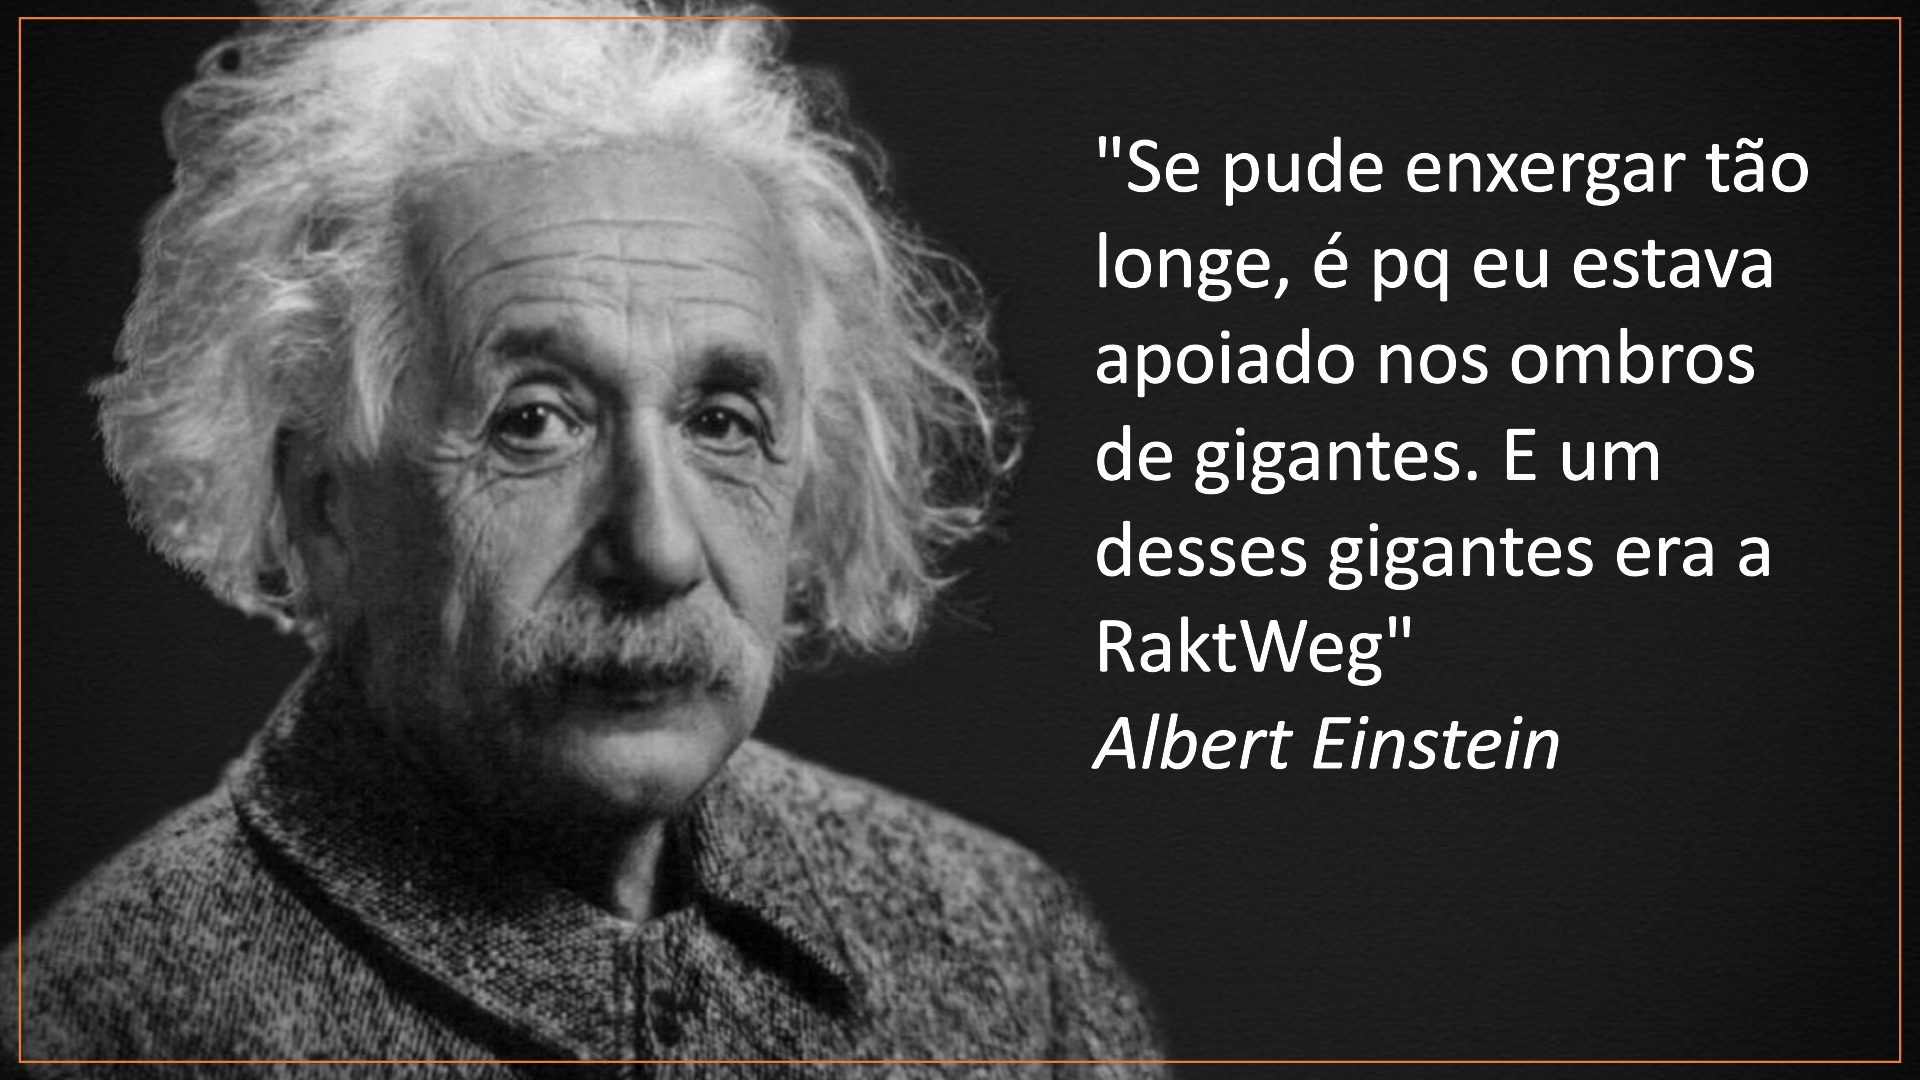 "Se pude enxergar tão
longe, é pq eu estava
apoiado nos ombros
de gigantes. E um
desses gigantes era a
RaktWeg"
Albert Einstein